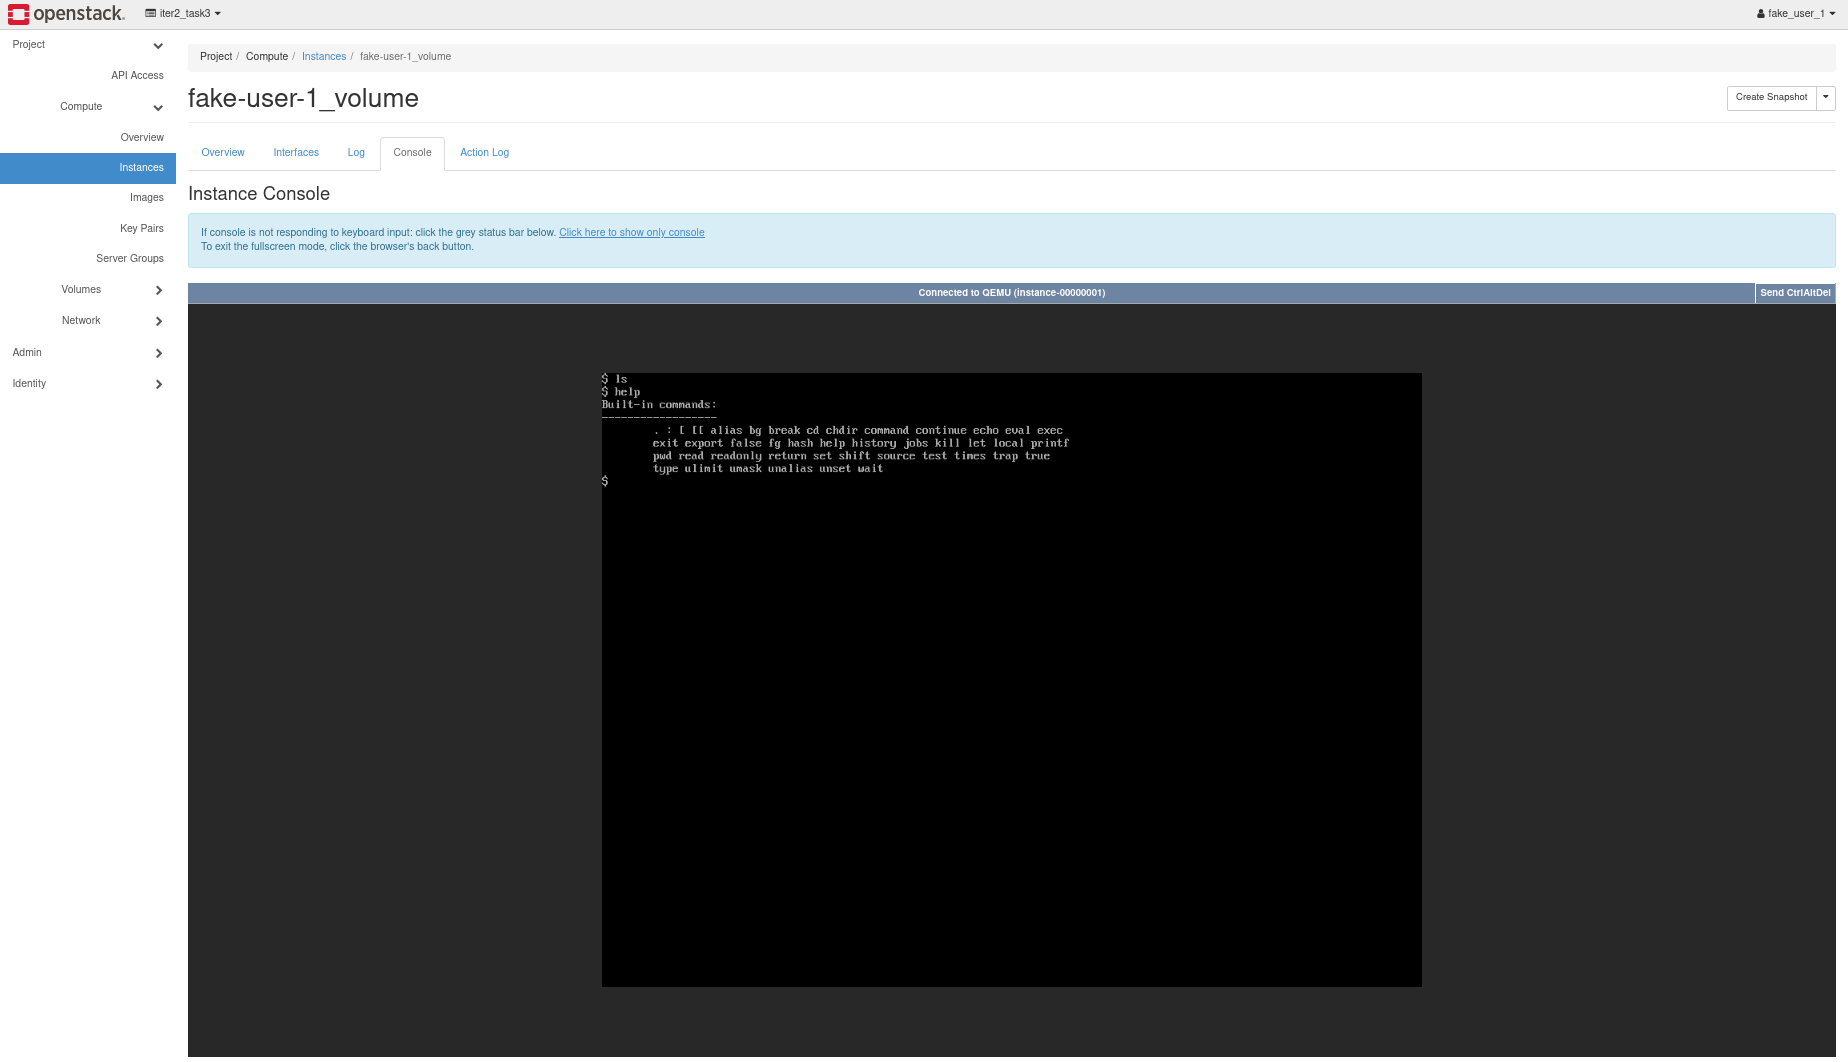 openstack.
iter2_task3
fake_user_1
Project
API Access
Compute
Overview
Instances
Images
Key Pairs
Server Groups
Volumes
Network
Admin
Identity
Project / Compute / Instances / fake-user-1_volume
fake-user-1_volume
Create Snapshot
Overview
Interfaces
Log
Console
Action Log
Instance Console
If console is not responding to keyboard input: click the grey status bar below. Click here to show only console
To exit the fullscreen mode, click the browser's back button.
Connected to QEMU (instance-00000001)
Send CtrlAltDel
$ ls
$ help
Built-in commands:
------------------
. : [ [[ alias bg break cd chdir command continue echo eval exec
exit export false fg hash help history jobs kill let local printf
pwd read readonly return set shift source test times trap true
type ulimit umask unalias unset wait
$